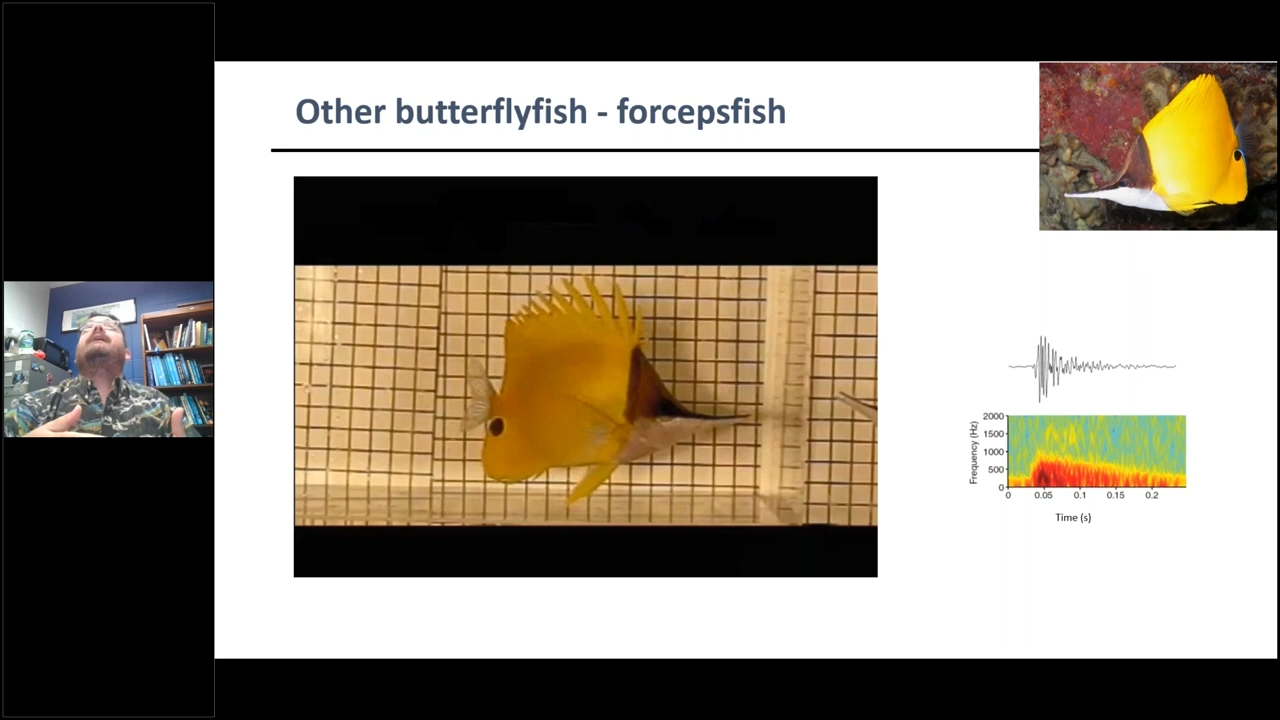 Other butterflyfish - forcepsfish
Frequency (Hz)
2000
1500
1000
500
0
0 0.05 0.1 0.15 0.2
Time (s)